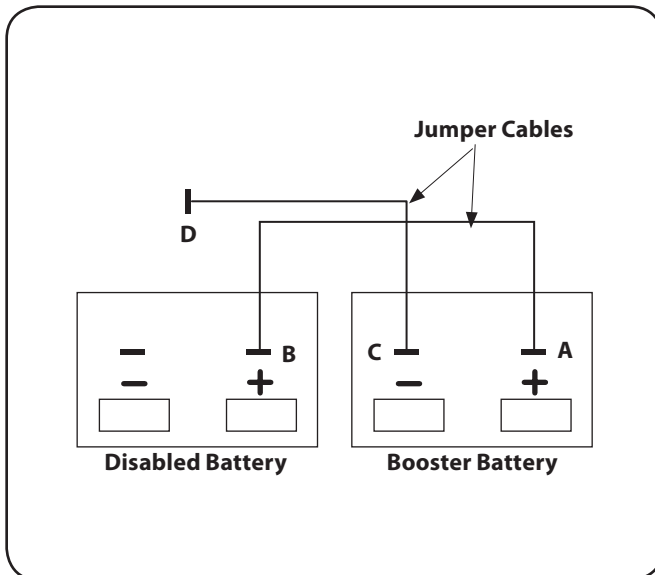 Jumper Cables
D
B
C
A
− + − +
Disabled Battery
Booster Battery